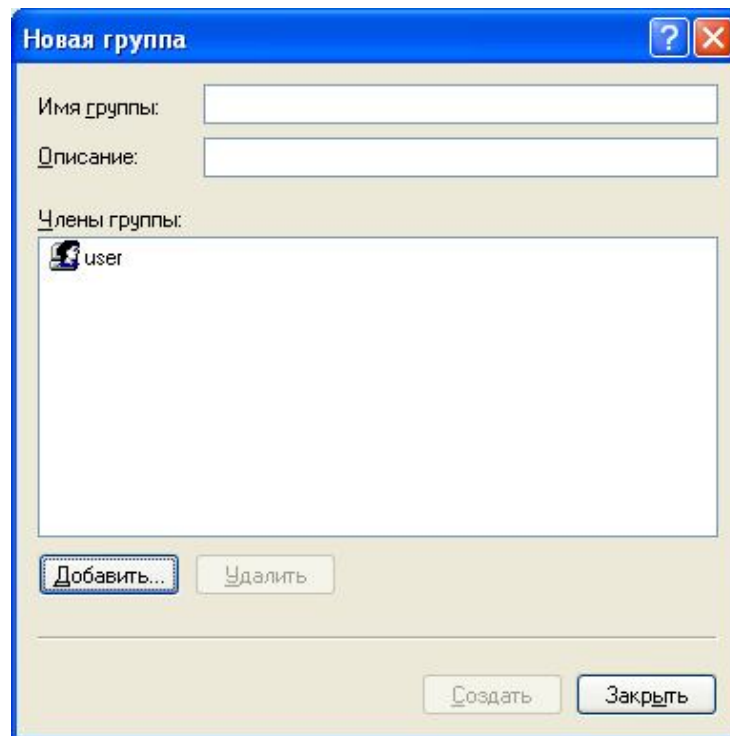 Новая группа
Имя группы:
Описание:
Члены группы:
user
Добавить... Удалить
Создать Закрыть